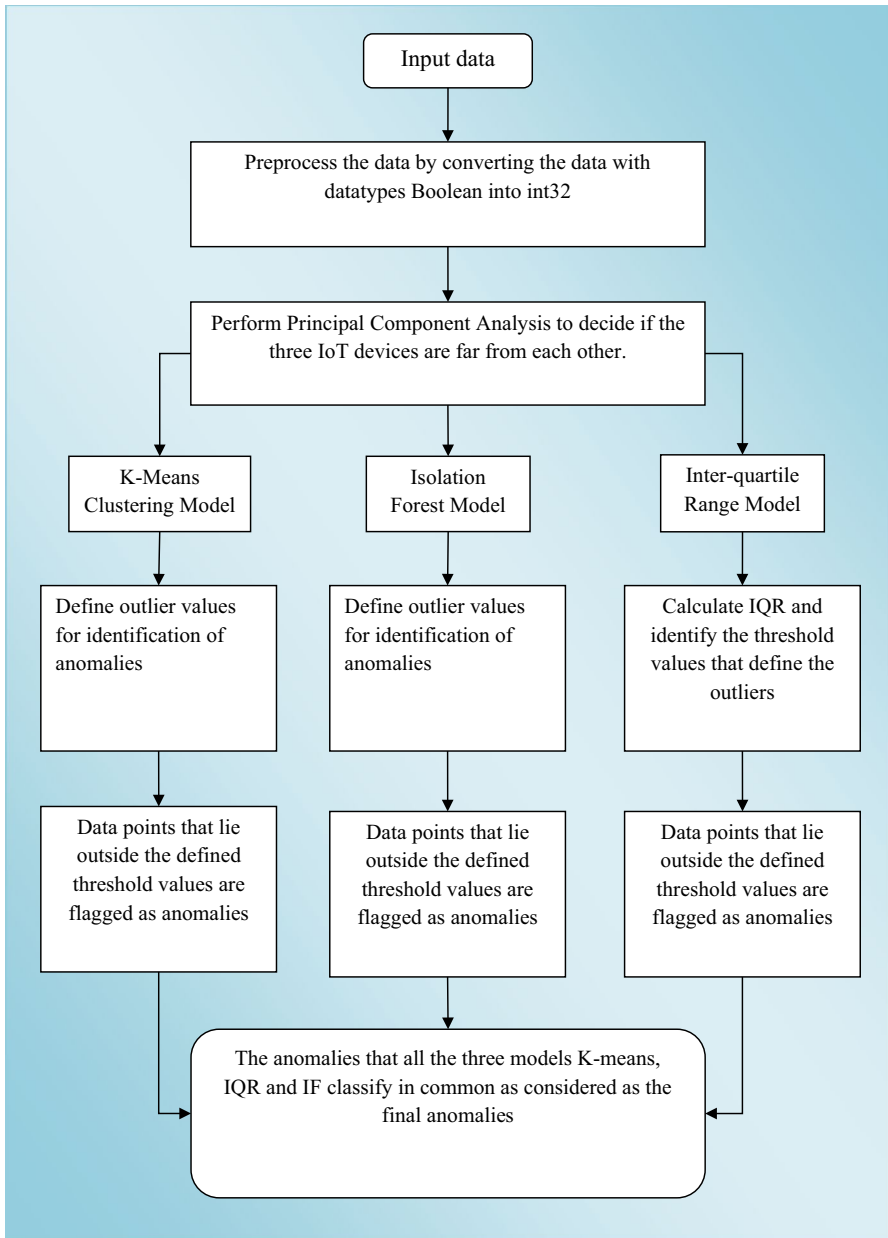 Input data
Preprocess the data by converting the data with
datatypes Boolean into int32
Perform Principal Component Analysis to decide if the
three IoT devices are far from each other.
K-Means
Clustering Model
Isolation
Forest Model
Inter-quartile
Range Model
Define outlier values
for identification of
anomalies
Define outlier values
for identification of
anomalies
Calculate IQR and
identify the threshold
values that define the
outliers
Data points that lie
outside the defined
threshold values are
flagged as anomalies
Data points that lie
outside the defined
threshold values are
flagged as anomalies
Data points that lie
outside the defined
threshold values are
flagged as anomalies
The anomalies that all the three models K-means,
IQR and IF classify in common as considered as the
final anomalies